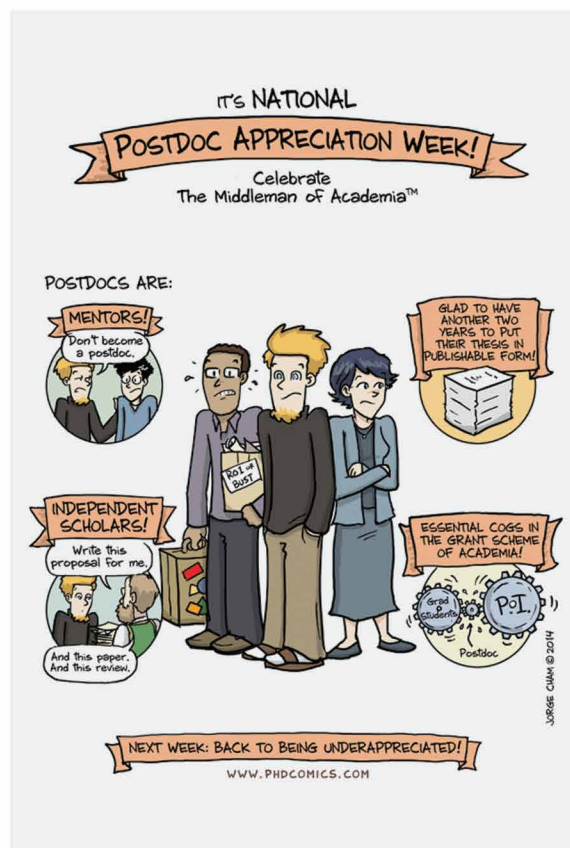 IT'S NATIONAL
POSTDOC APPRECIATION WEEK!
Celebrate
The Middleman of Academia™
POSTDOCS ARE:
MENTORS!
Don't become
a postdoc.
GLAD TO HAVE
ANOTHER TWO
YEARS TO PUT
THEIR THESIS IN
PUBLISHABLE FORM!
ROI or
BUST
INDEPENDENT
SCHOLARS!
Write this
proposal for me.
And this paper.
And this review.
ESSENTIAL COGS IN
THE GRANT SCHEME
OF ACADEMIA!
Grad
Students
P.I.
Postdoc
JORGE CHAM © 2014
NEXT WEEK: BACK TO BEING UNDERAPPRECIATED!
WWW.PHDCOMICS.COM